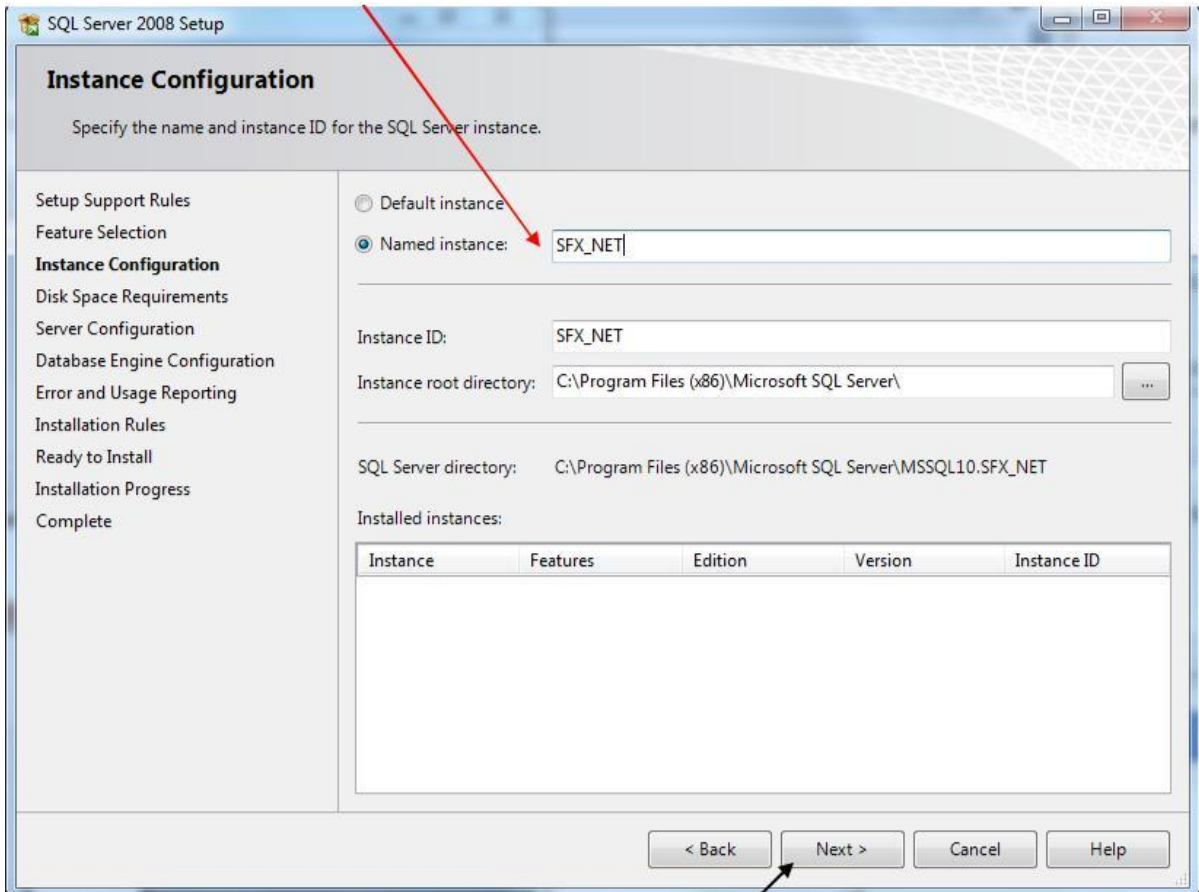 SQL Server 2008 Setup
Instance Configuration
Specify the name and instance ID for the SQL Server instance.
Setup Support Rules
Feature Selection
Instance Configuration
Disk Space Requirements
Server Configuration
Database Engine Configuration
Error and Usage Reporting
Installation Rules
Ready to Install
Installation Progress
Complete
Default instance
Named instance: SFX_NET
Instance ID: SFX_NET
Instance root directory: C:\Program Files (x86)\Microsoft SQL Server\ ...
SQL Server directory: C:\Program Files (x86)\Microsoft SQL Server\MSSQL10.SFX_NET
Installed instances:
Instance Features Edition Version Instance ID
< Back Next > Cancel Help